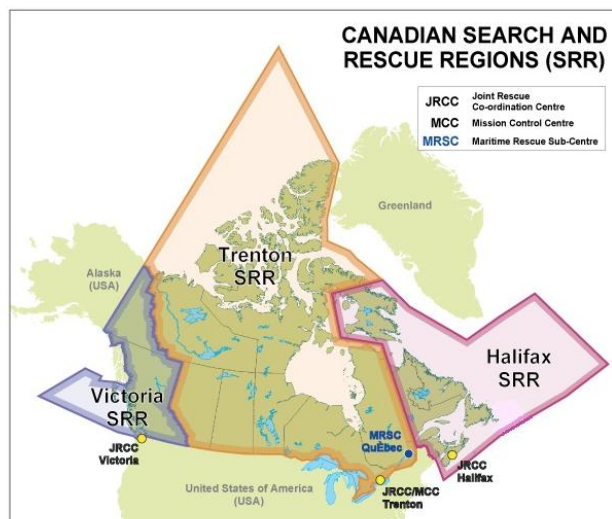 CANADIAN SEARCH AND
RESCUE REGIONS (SRR)
JRCC Joint Rescue
Co-ordination Centre
MCC Mission Control Centre
MRSC Maritime Rescue Sub-Centre
Greenland
Trenton
SRR
Alaska
(USA)
Halifax
SRR
Victoria
SRR
MRSC
QuÈbec
JRCC
Victoria
JRCC
Halifax
JRCC/MCC
Trenton
United States of America
(USA)